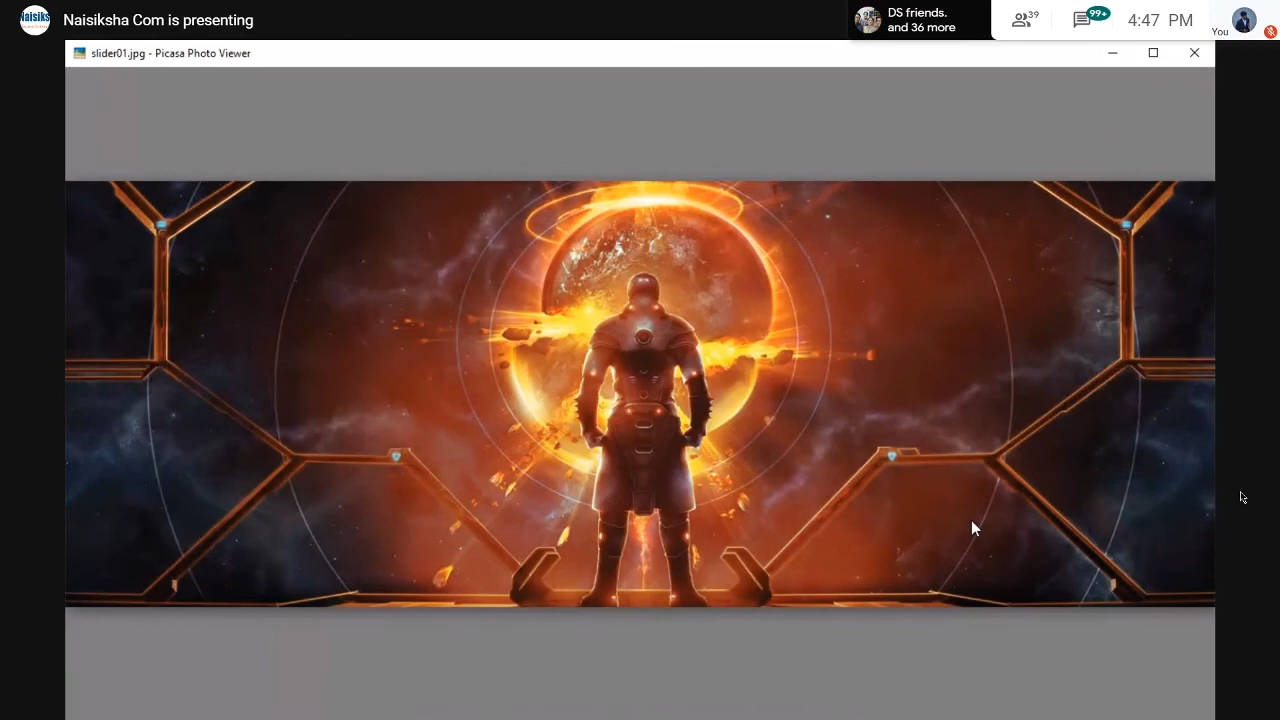 Naisiks
Naisiksha Com is presenting
DS friends.
and 36 more
39
99+
4:47 PM
You
slider01.jpg - Picasa Photo Viewer